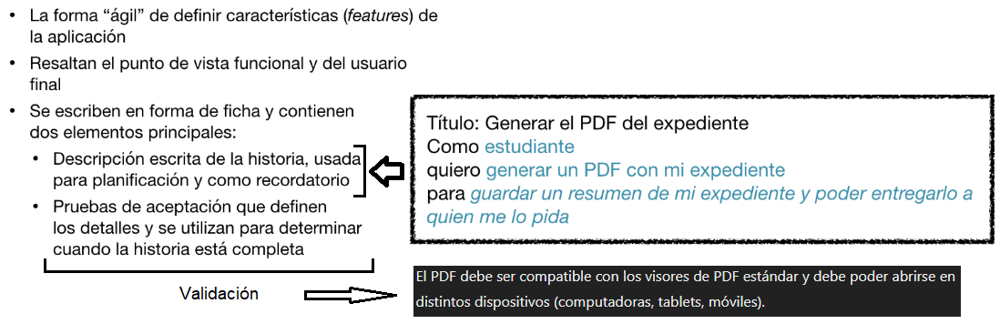 • La forma “ágil” de definir características (features) de
la aplicación
• Resaltan el punto de vista funcional y del usuario
final
• Se escriben en forma de ficha y contienen
dos elementos principales:
• Descripción escrita de la historia, usada
para planificación y como recordatorio
• Pruebas de aceptación que definen
los detalles y se utilizan para determinar
cuando la historia está completa
Título: Generar el PDF del expediente
Como estudiante
quiero generar un PDF con mi expediente
para guardar un resumen de mi expediente y poder entregarlo a
quien me lo pida
Validación
El PDF debe ser compatible con los visores de PDF estándar y debe poder abrirse en
distintos dispositivos (computadoras, tablets, móviles).